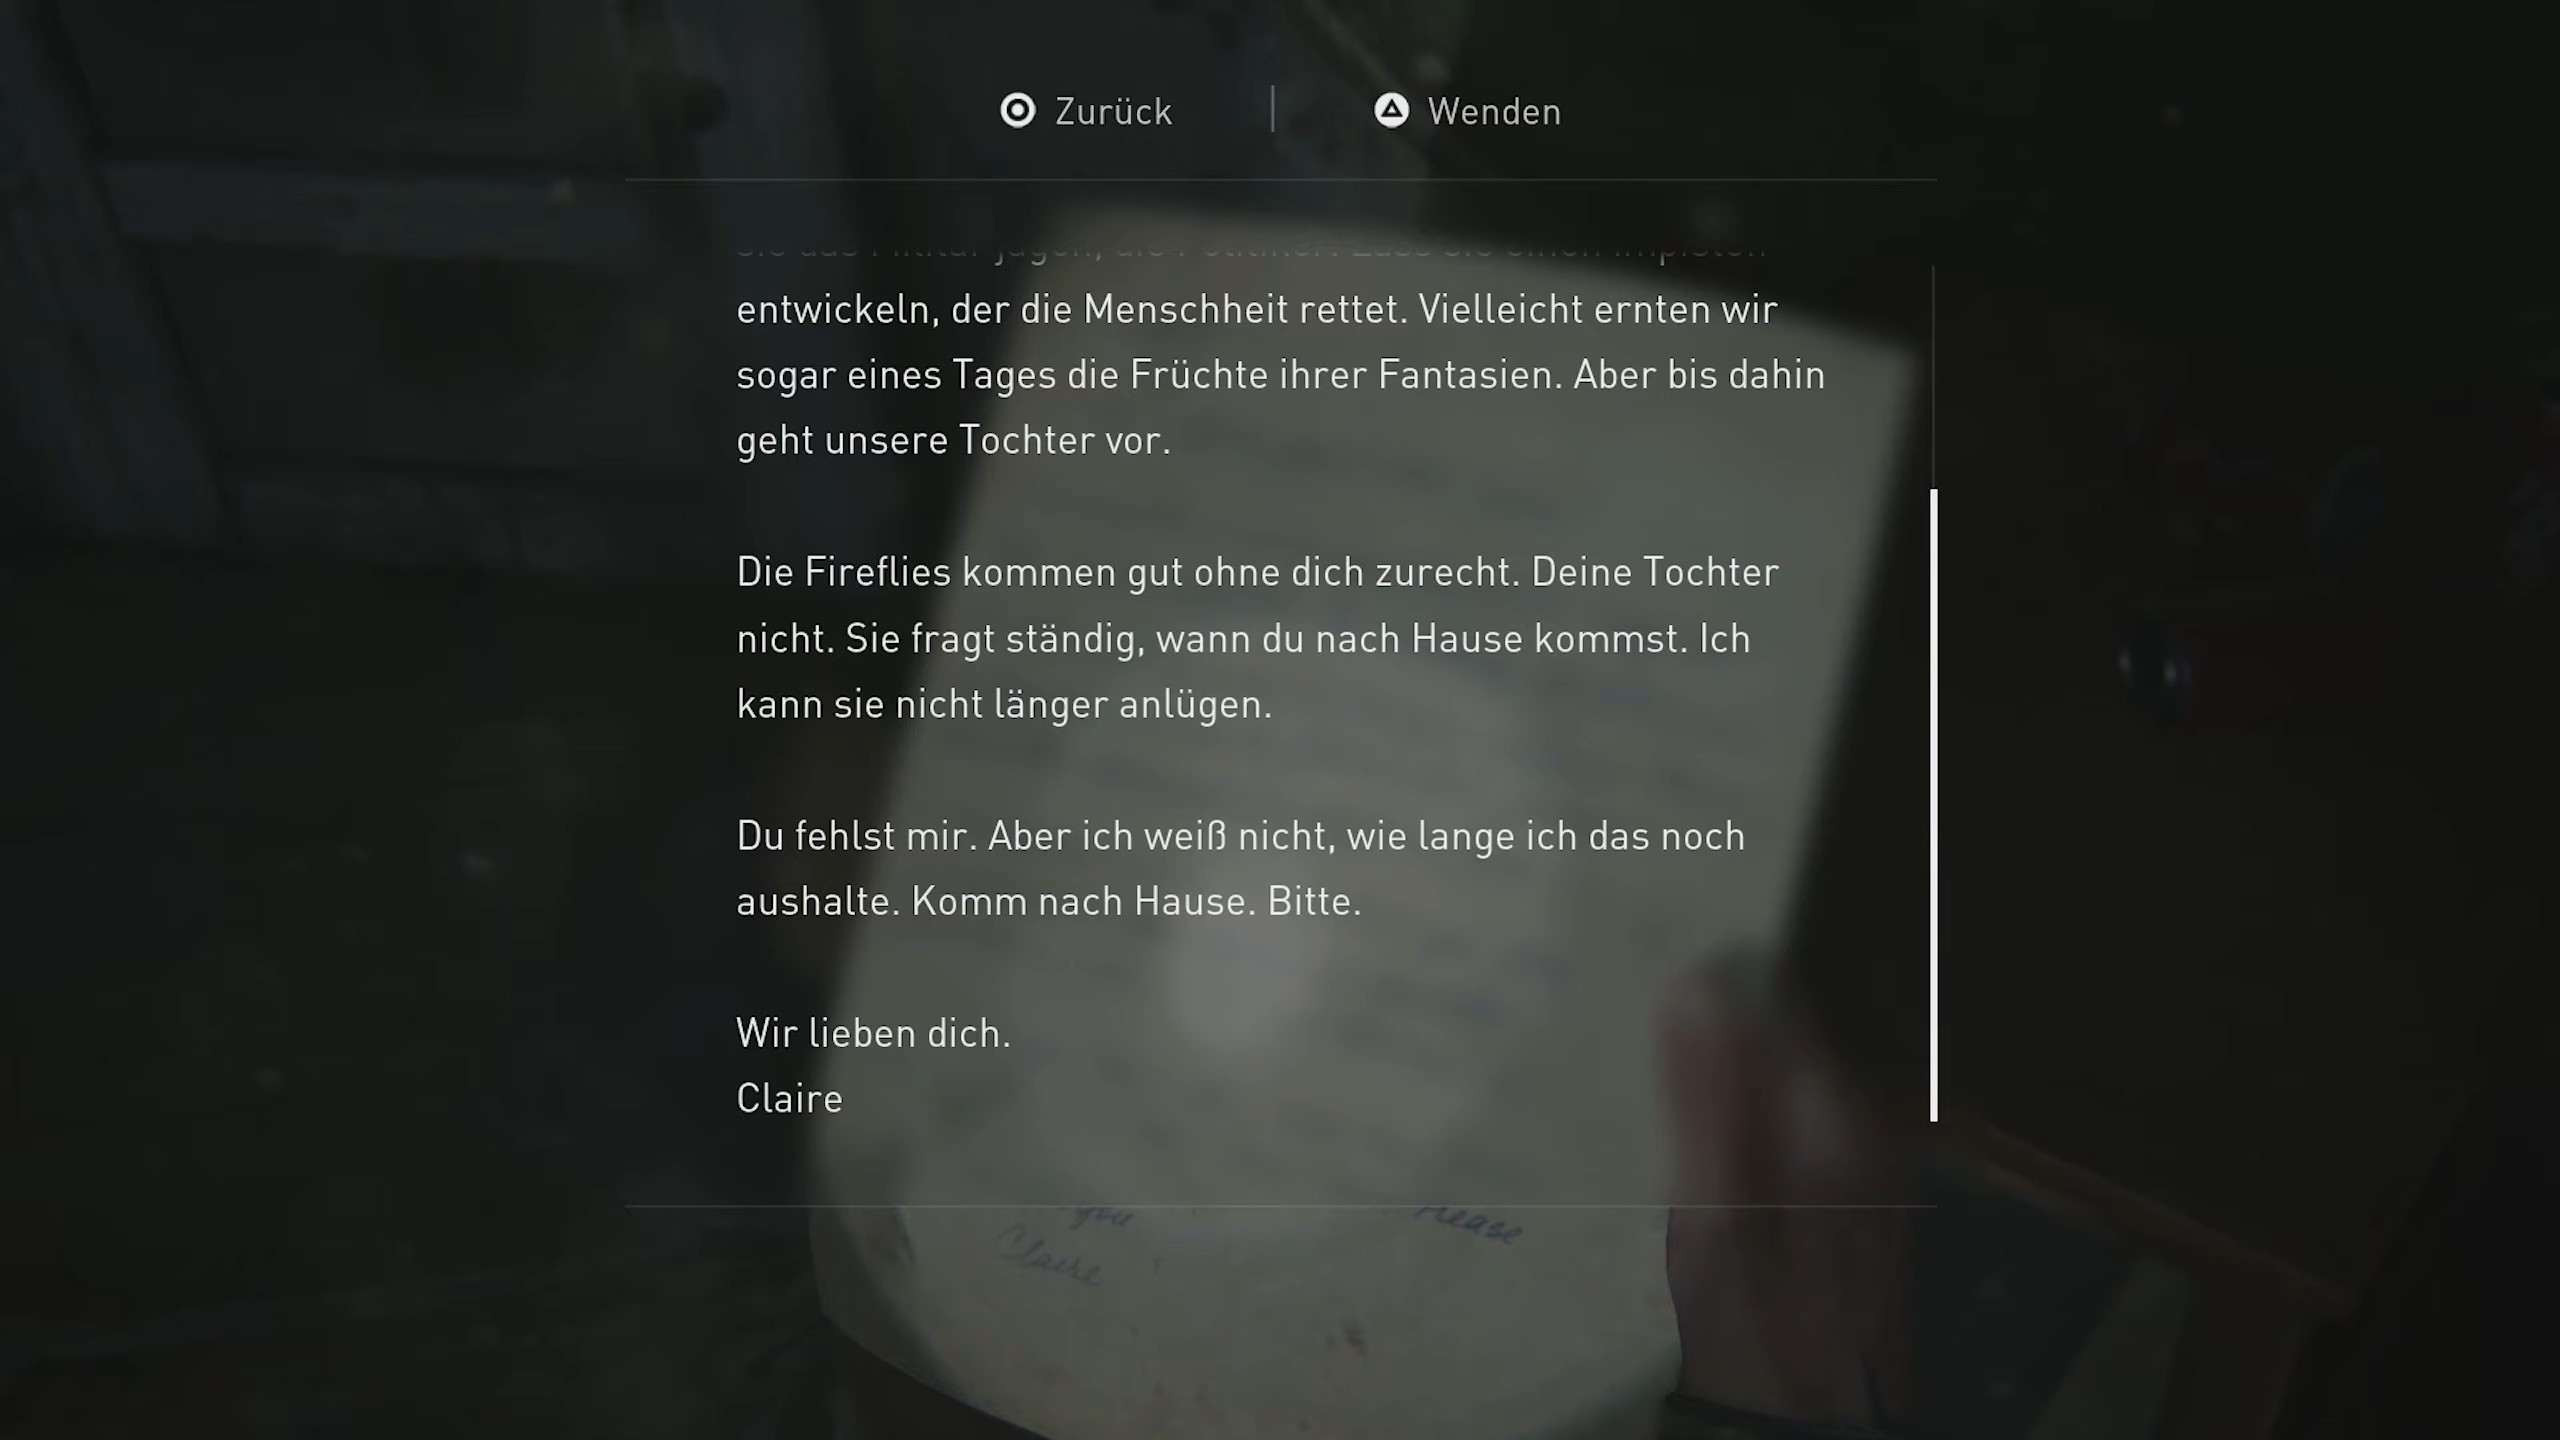 Zurück
Wenden
entwickeln, der die Menschheit rettet. Vielleicht ernten wir
sogar eines Tages die Früchte ihrer Fantasien. Aber bis dahin
geht unsere Tochter vor.
Die Fireflies kommen gut ohne dich zurecht. Deine Tochter
nicht. Sie fragt ständig, wann du nach Hause kommst. Ich
kann sie nicht länger anlügen.
Du fehlst mir. Aber ich weiß nicht, wie lange ich das noch
aushalte. Komm nach Hause. Bitte.
Wir lieben dich.
Claire
you
Please
Claire